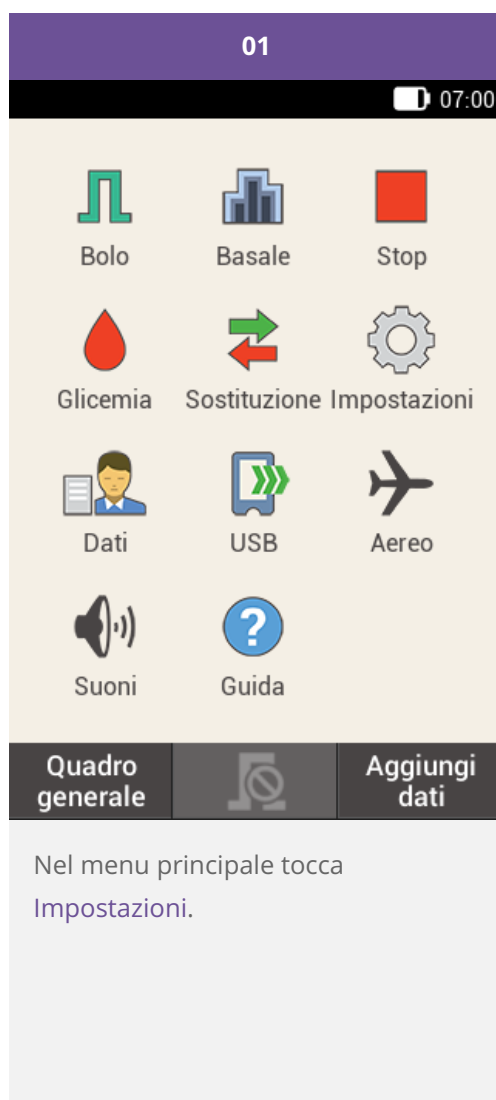 01
07:00
Bolo Basale Stop
Glicemia Sostituzione Impostazioni
Dati USB Aereo
Suoni Guida
?
Quadro generale
Aggiungi dati
Nel menu principale tocca
Impostazioni.